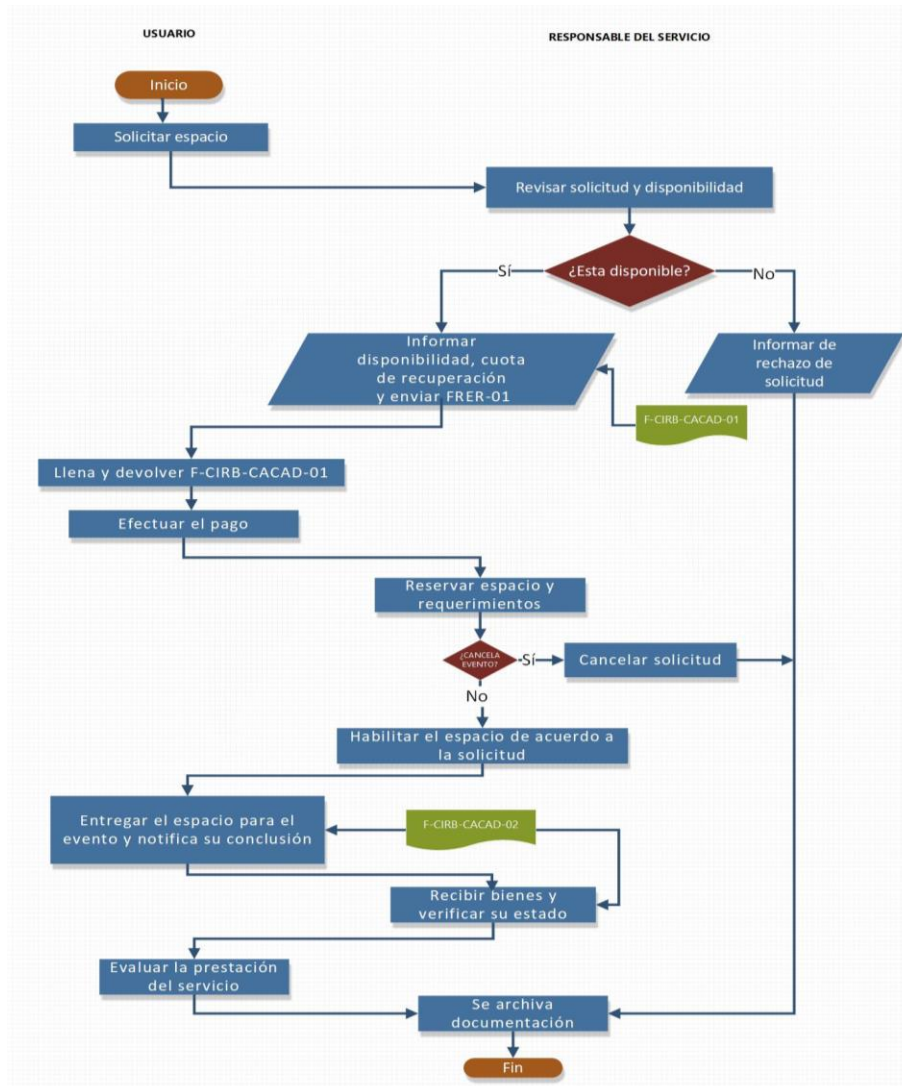 USUARIO
RESPONSABLE DEL SERVICIO
Inicio
Solicitar espacio
Revisar solicitud y disponibilidad
¿Esta disponible?
Sí
No
Informar
disponibilidad, cuota
de recuperación
y enviar FRER-01
Informar de
rechazo de
solicitud
F-CIRB-CACAD-01
Llena y devolver F-CIRB-CACAD-01
Efectuar el pago
Reservar espacio y
requerimientos
¿CANCELA
EVENTO?
Sí
Cancelar solicitud
No
Habilitar el espacio de acuerdo a
la solicitud
Entregar el espacio para el
evento y notifica su conclusión
F-CIRB-CACAD-02
Recibir bienes y
verificar su estado
Evaluar la prestación
del servicio
Se archiva
documentación
Fin